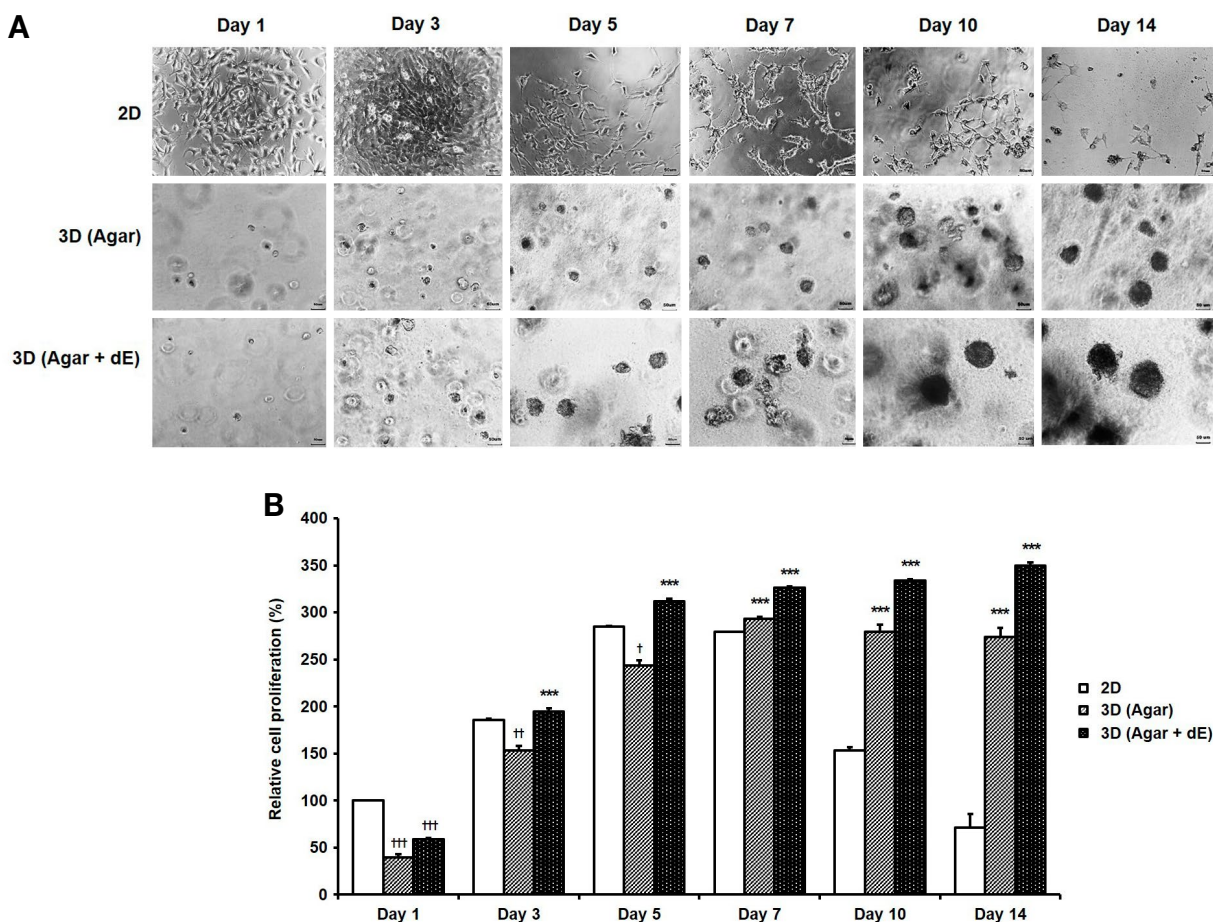 A
Day 1 Day 3 Day 5 Day 7 Day 10 Day 14
2D
3D (Agar)
3D (Agar + dE)
B
400
350
300
250
200
150
100
50
0
Relative cell proliferation (%)
††† †††
†† ***
† ***
*** ***
*** ***
*** ***
2D
3D (Agar)
3D (Agar + dE)
Day 1 Day 3 Day 5 Day 7 Day 10 Day 14